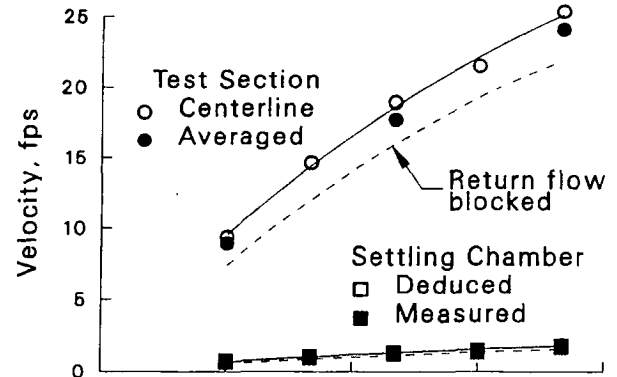 25
20
15
10
5
0
Velocity, fps
Test Section
Centerline
Averaged
Return flow
blocked
Settling Chamber
Deduced
Measured